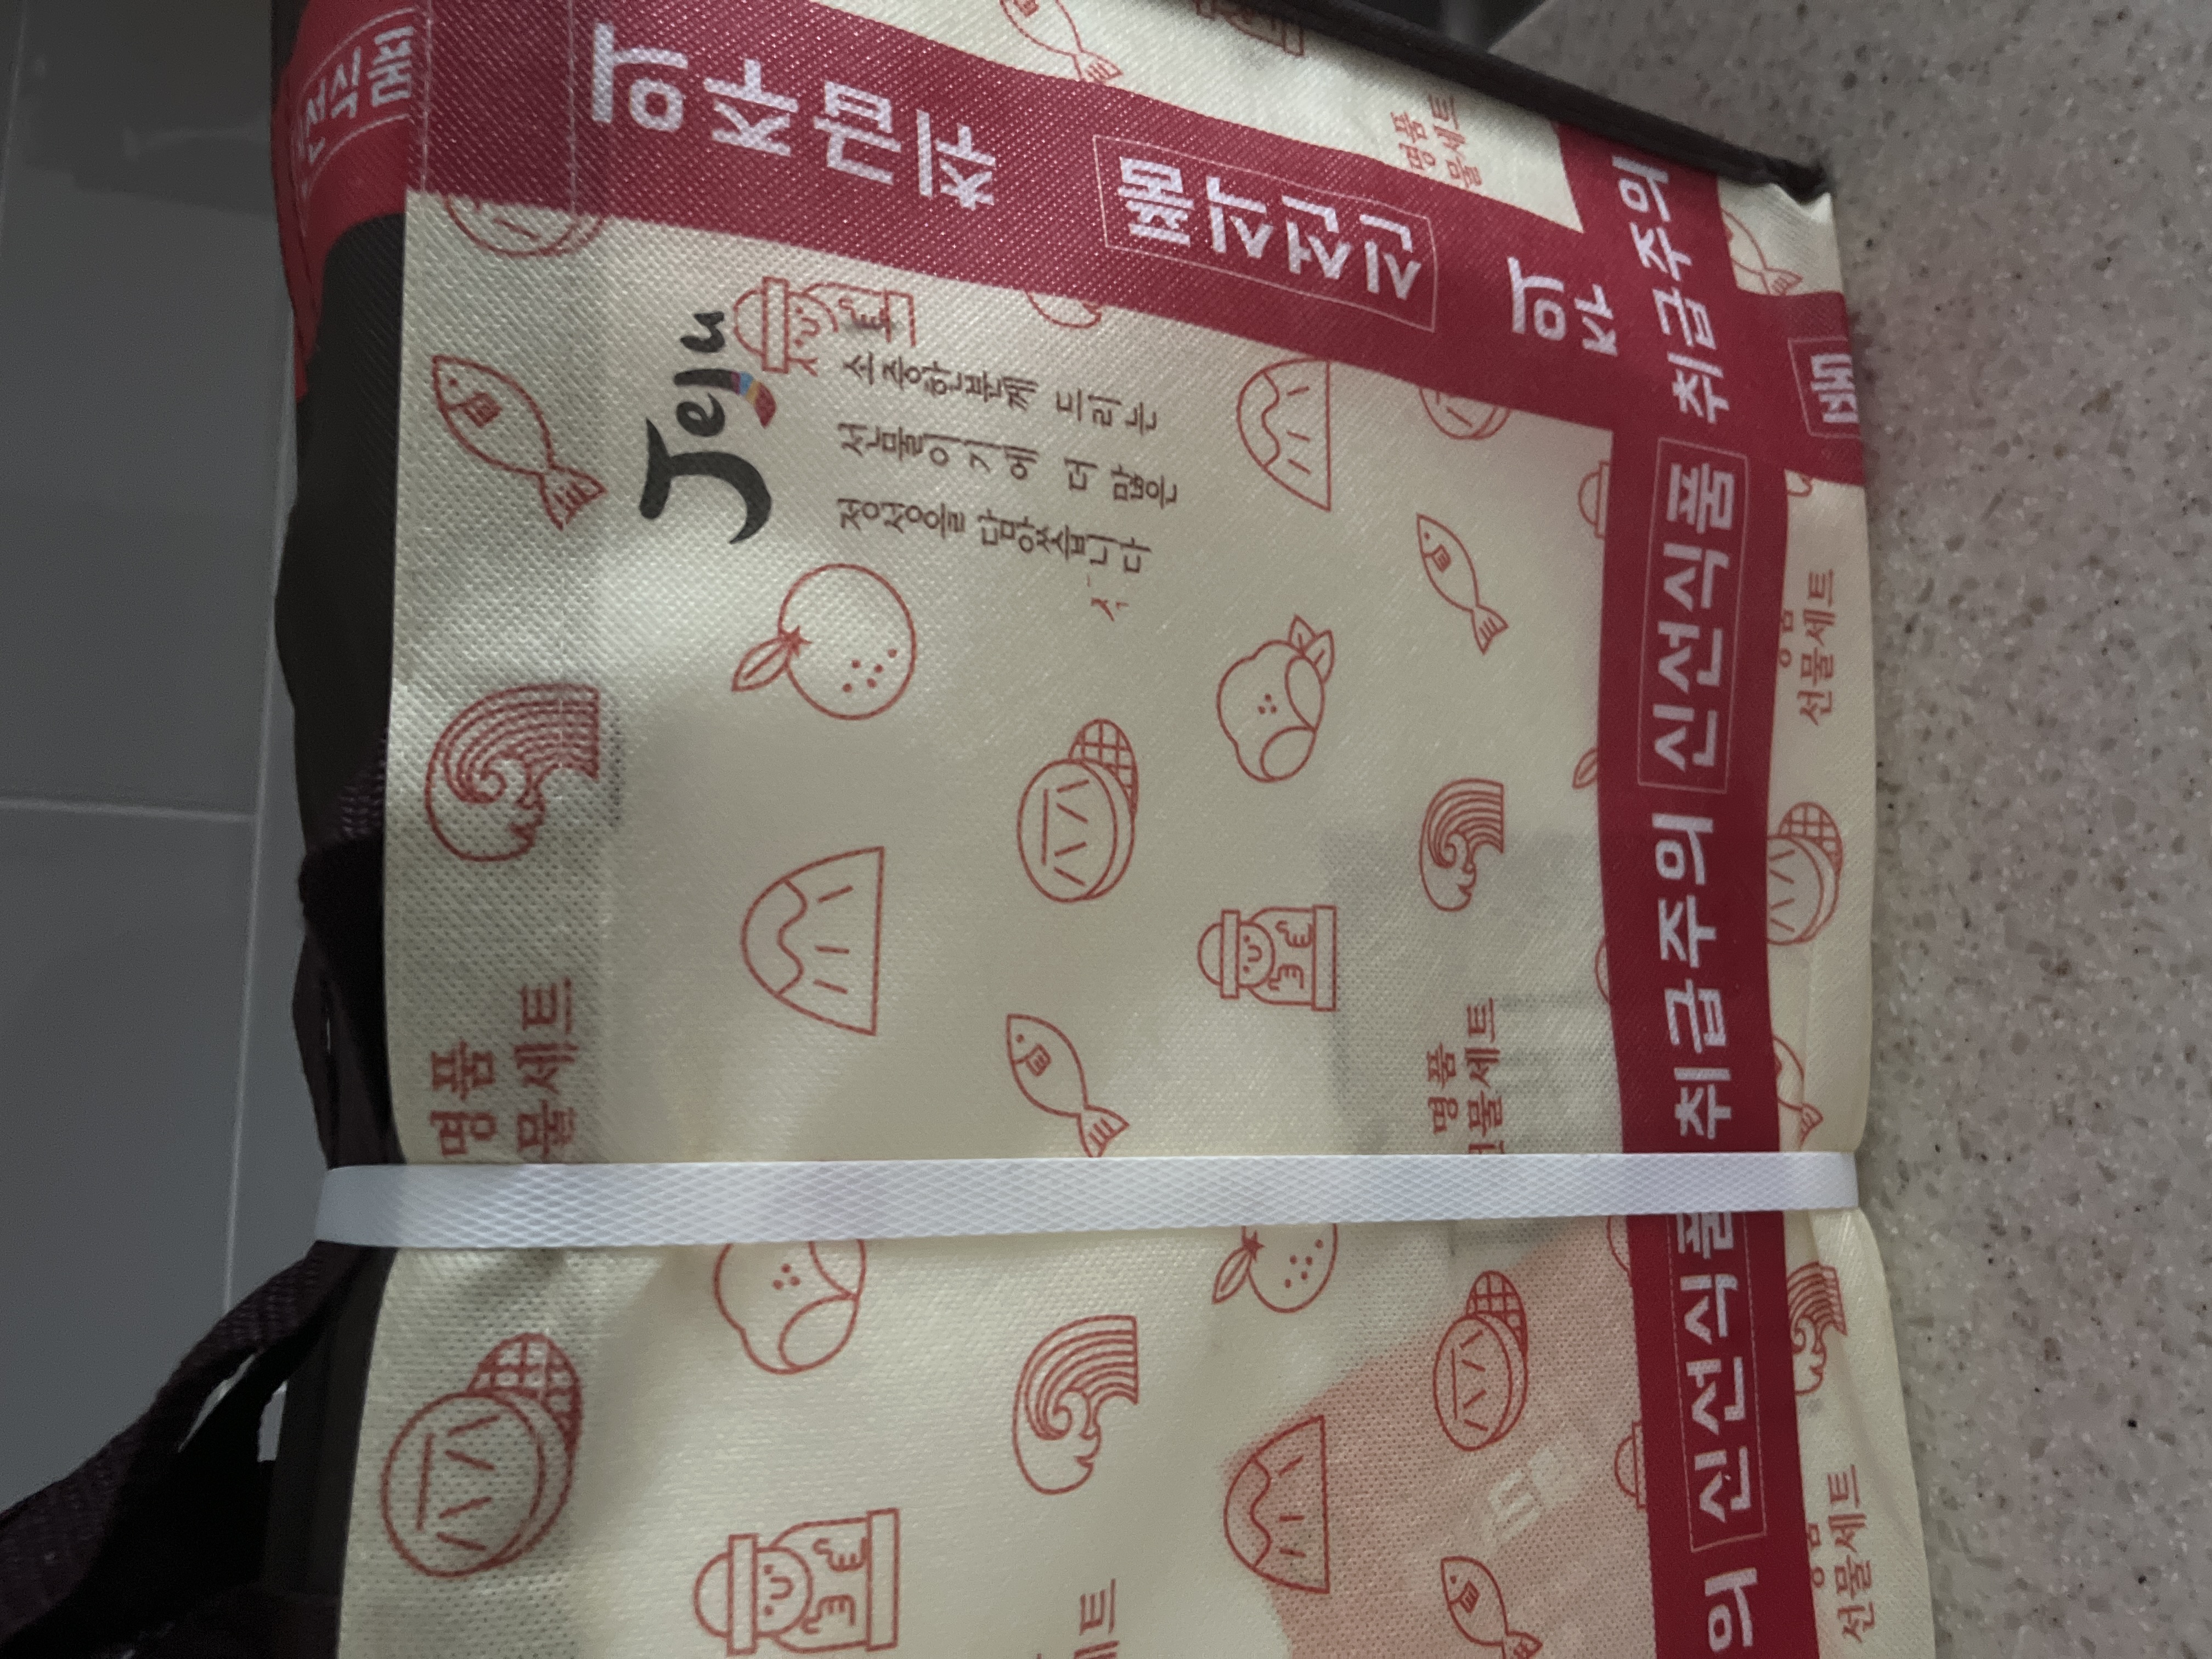 취급주의
신선식품
Jeju
소중한분께 드리는
선물이기에 더 많은
정성을 담았습니다
취급주의
신선식품
취급주의
신선식품
명품
선물세트
명품
물세트
명품
선물세트
선물세트